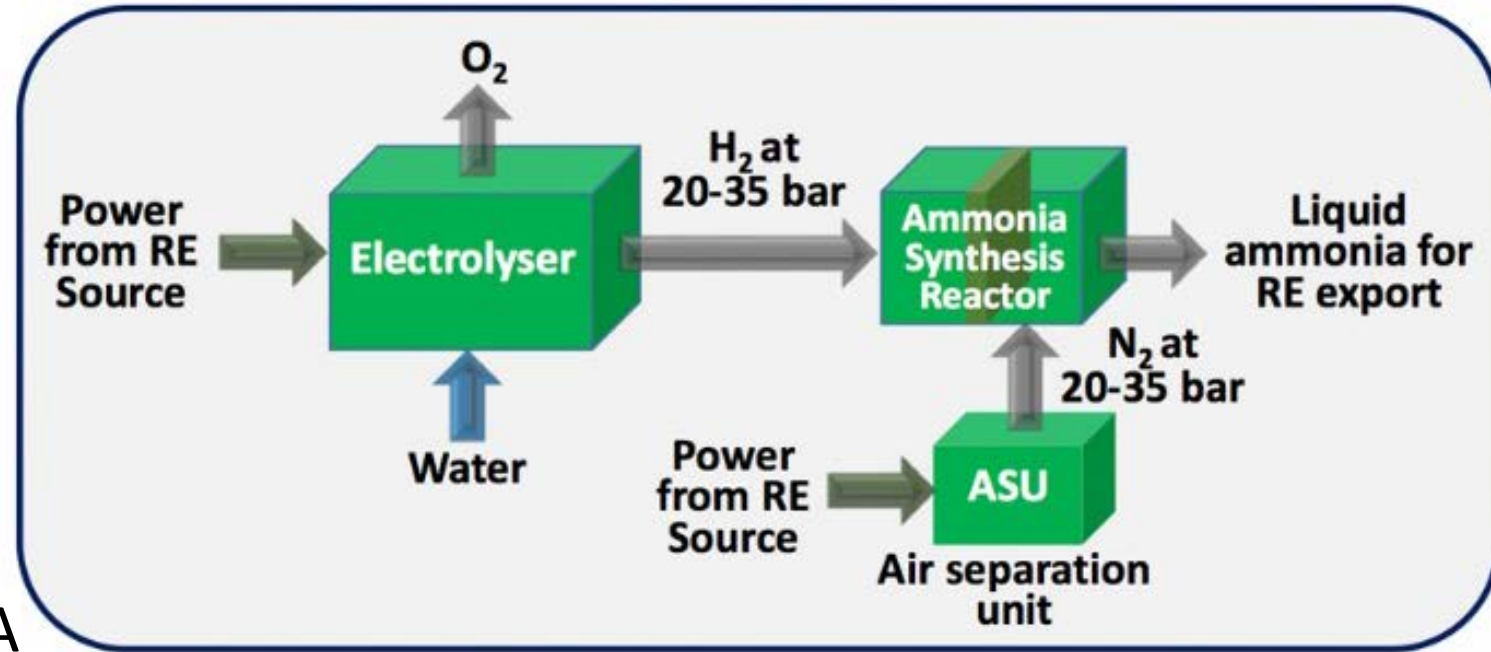 O₂
H₂ at
20-35 bar
Power
from RE
Source
Electrolyser
Ammonia
Synthesis
Reactor
Liquid
ammonia for
RE export
N₂ at
20-35 bar
Water
Power
from RE
Source
ASU
Air separation
unit
A